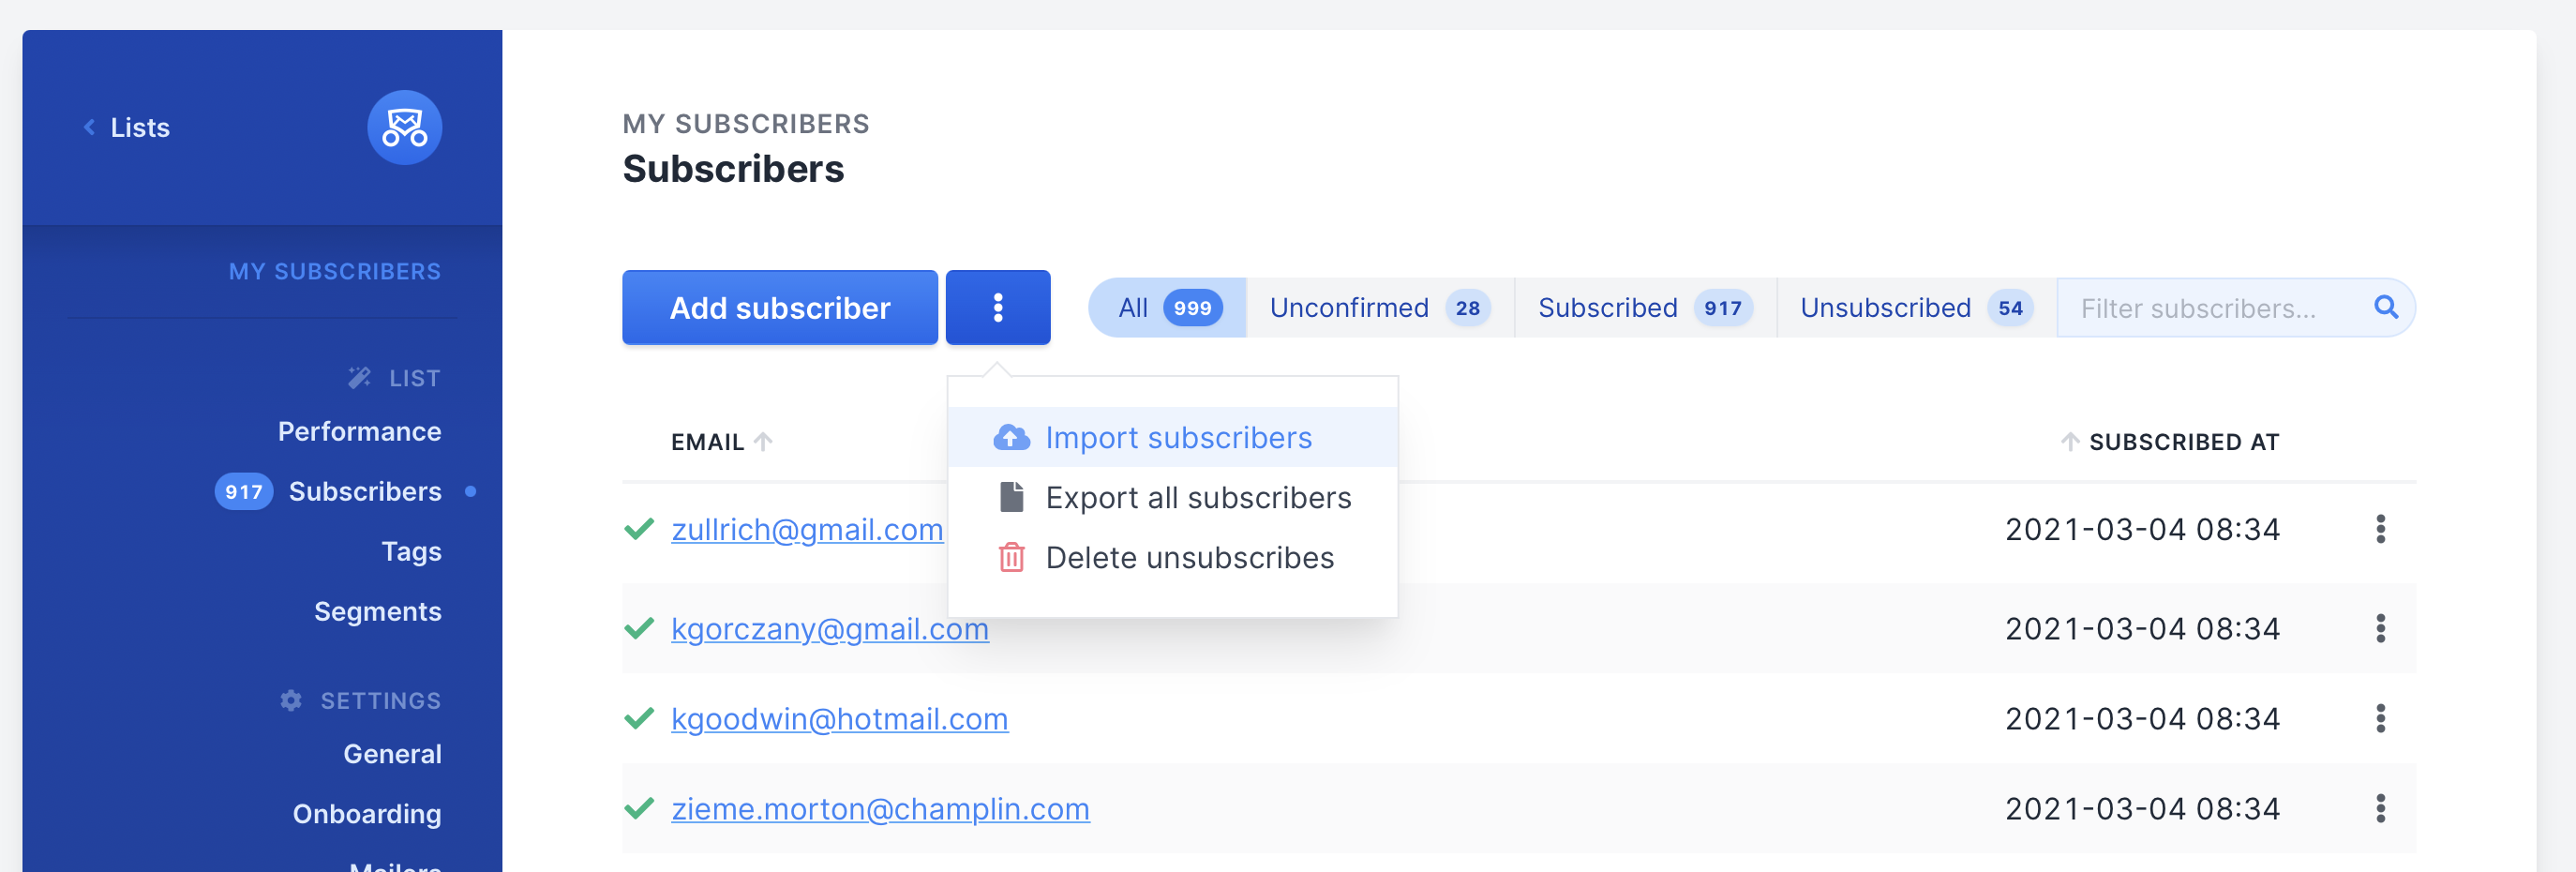 Lists
MY SUBSCRIBERS
LIST
Performance
917 Subscribers
Tags
Segments
SETTINGS
General
Onboarding
Mailers
MY SUBSCRIBERS
Subscribers
Add subscriber
All 999 Unconfirmed 28 Subscribed 917 Unsubscribed 54 Filter subscribers...
Import subscribers
Export all subscribers
Delete unsubscribes
EMAIL SUBSCRIBED AT
zullrich@gmail.com 2021-03-04 08:34
kgorczany@gmail.com 2021-03-04 08:34
kgoodwin@hotmail.com 2021-03-04 08:34
zieme.morton@champlin.com 2021-03-04 08:34